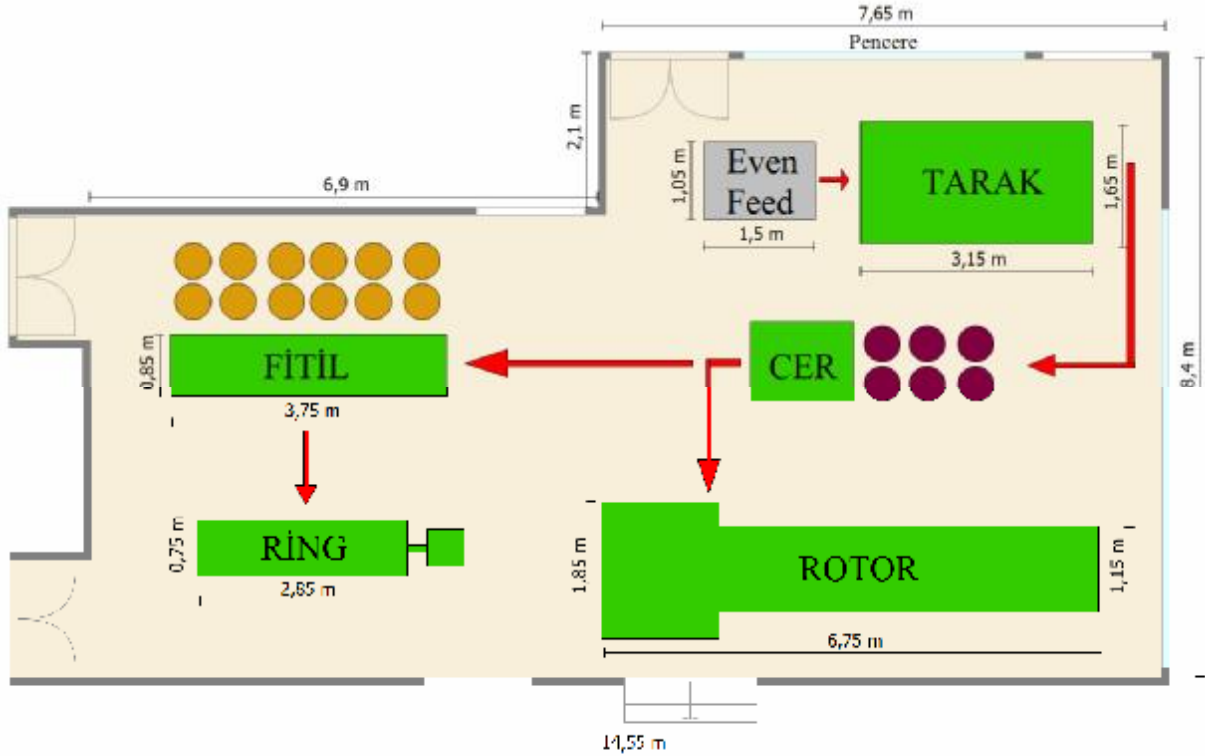 7,65 m
Pencere
2,1 m
6,9 m
1,05 m
Even
Feed
1,5 m
TARAK
1,65 m
3,15 m
8,4 m
0,85 m
FİTİL
3,75 m
CER
0,75 m
RİNG
2,85 m
1,85 m
ROTOR
1,15 m
6,75 m
14,55 m